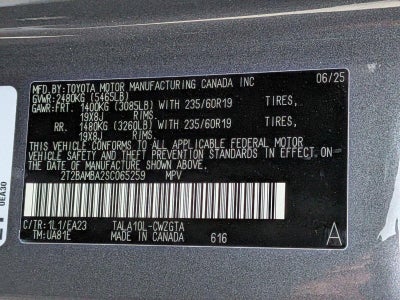 MFD.BY:TOYOTA MOTOR MANUFACTURING CANADA INC 06/25
GVWR:2480KG (5465LB)
GAWR:FRT. 1400KG (3085LB) WITH 235/60R19 TIRES,
19X8J RIMS.
RR. 1480KG (3260LB) WITH 235/60R19 TIRES,
19X8J RIMS.
THIS VEHICLE CONFORMS TO ALL APPLICABLE FEDERAL MOTOR
VEHICLE SAFETY AND THEFT PREVENTION STANDARDS IN EFFECT ON
THE DATE OF MANUFACTURE SHOWN ABOVE.
2T2BAMBA2SC065259 MPV
C/TR:1L1/EA23 TALA10L-CWZGTA
TM:UA81E MADE IN CANADA 616 A
0EA30